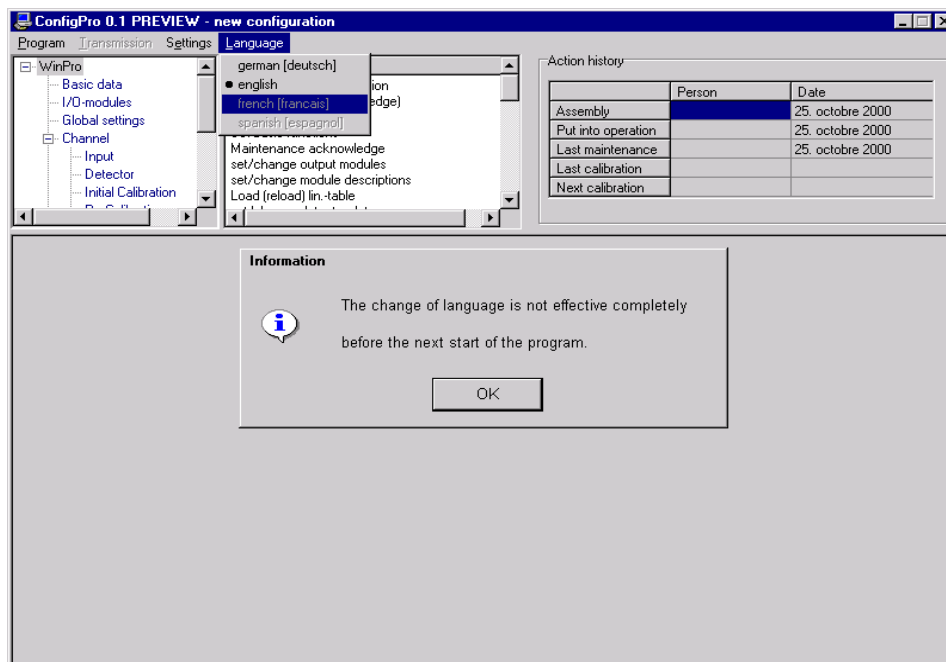 ConfigPro 0.1 PREVIEW - new configuration
Program Transmission Settings Language
WinPro
Basic data
I/O-modules
Global settings
Channel
Input
Detector
Initial Calibration
german [deutsch]
english
french [francais]
spanish [espagnol]
Maintenance acknowledge
set/change output modules
set/change module descriptions
Load (reload) lin.-table
Action history
Person Date
Assembly 25. octobre 2000
Put into operation 25. octobre 2000
Last maintenance 25. octobre 2000
Last calibration
Next calibration
Information
The change of language is not effective completely
before the next start of the program.
OK